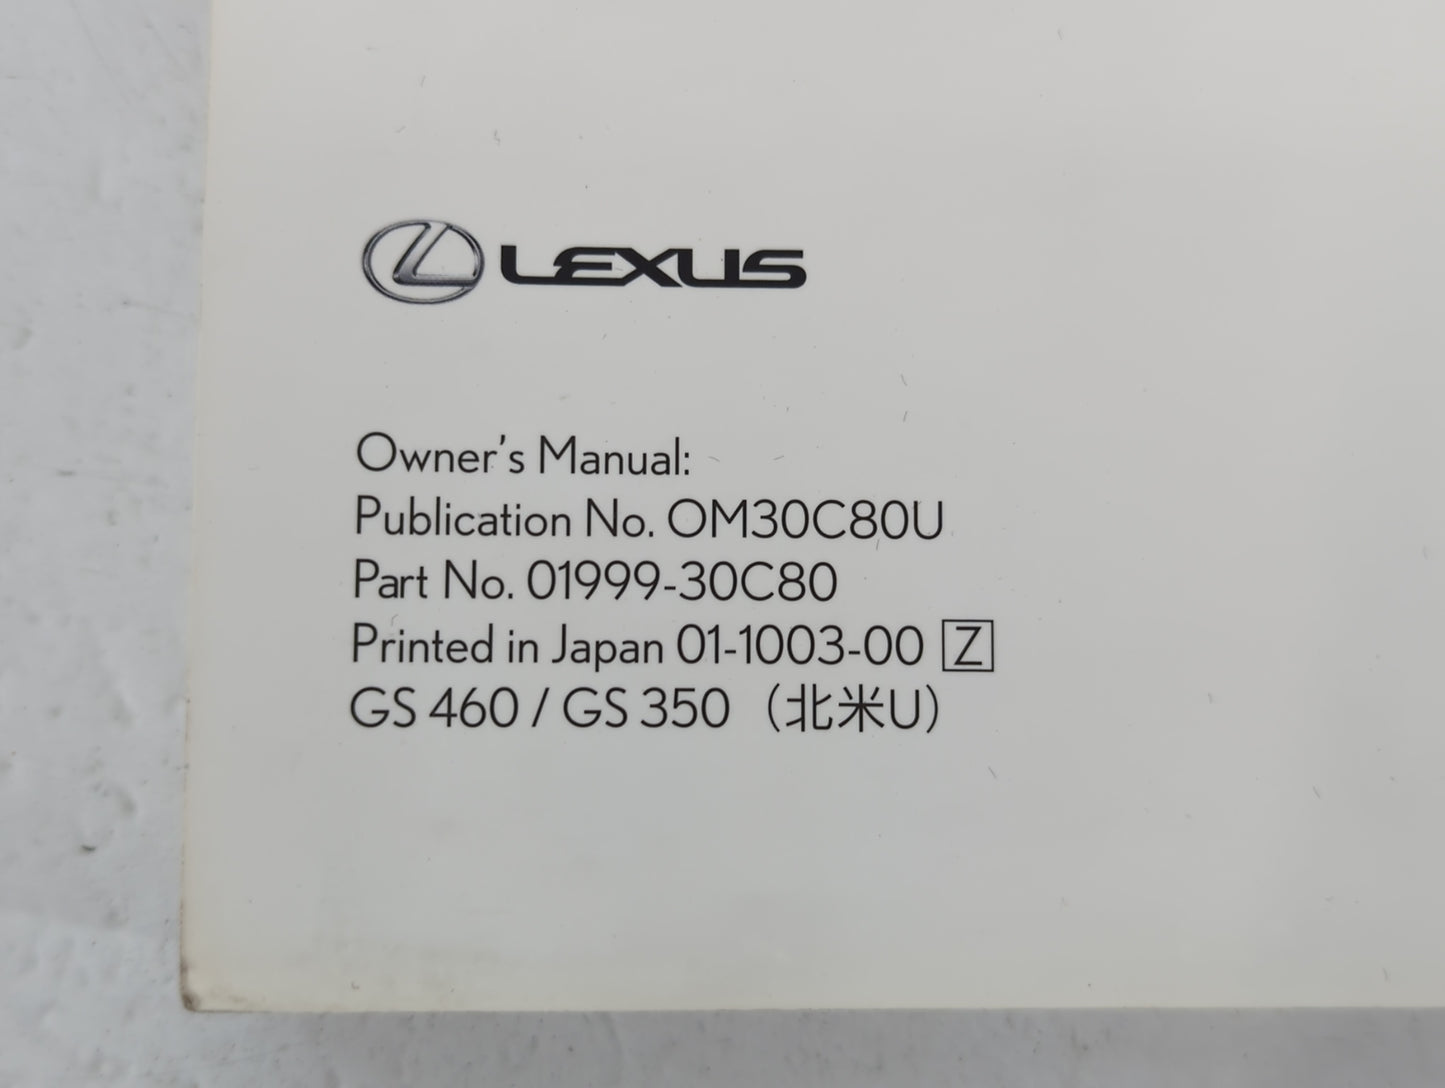 LEXUS
Owner's Manual:
Publication No. OM30C80U
Part No. 01999-30C80
Printed in Japan 01-1003-00 Z
GS 460 / GS 350（北米U）